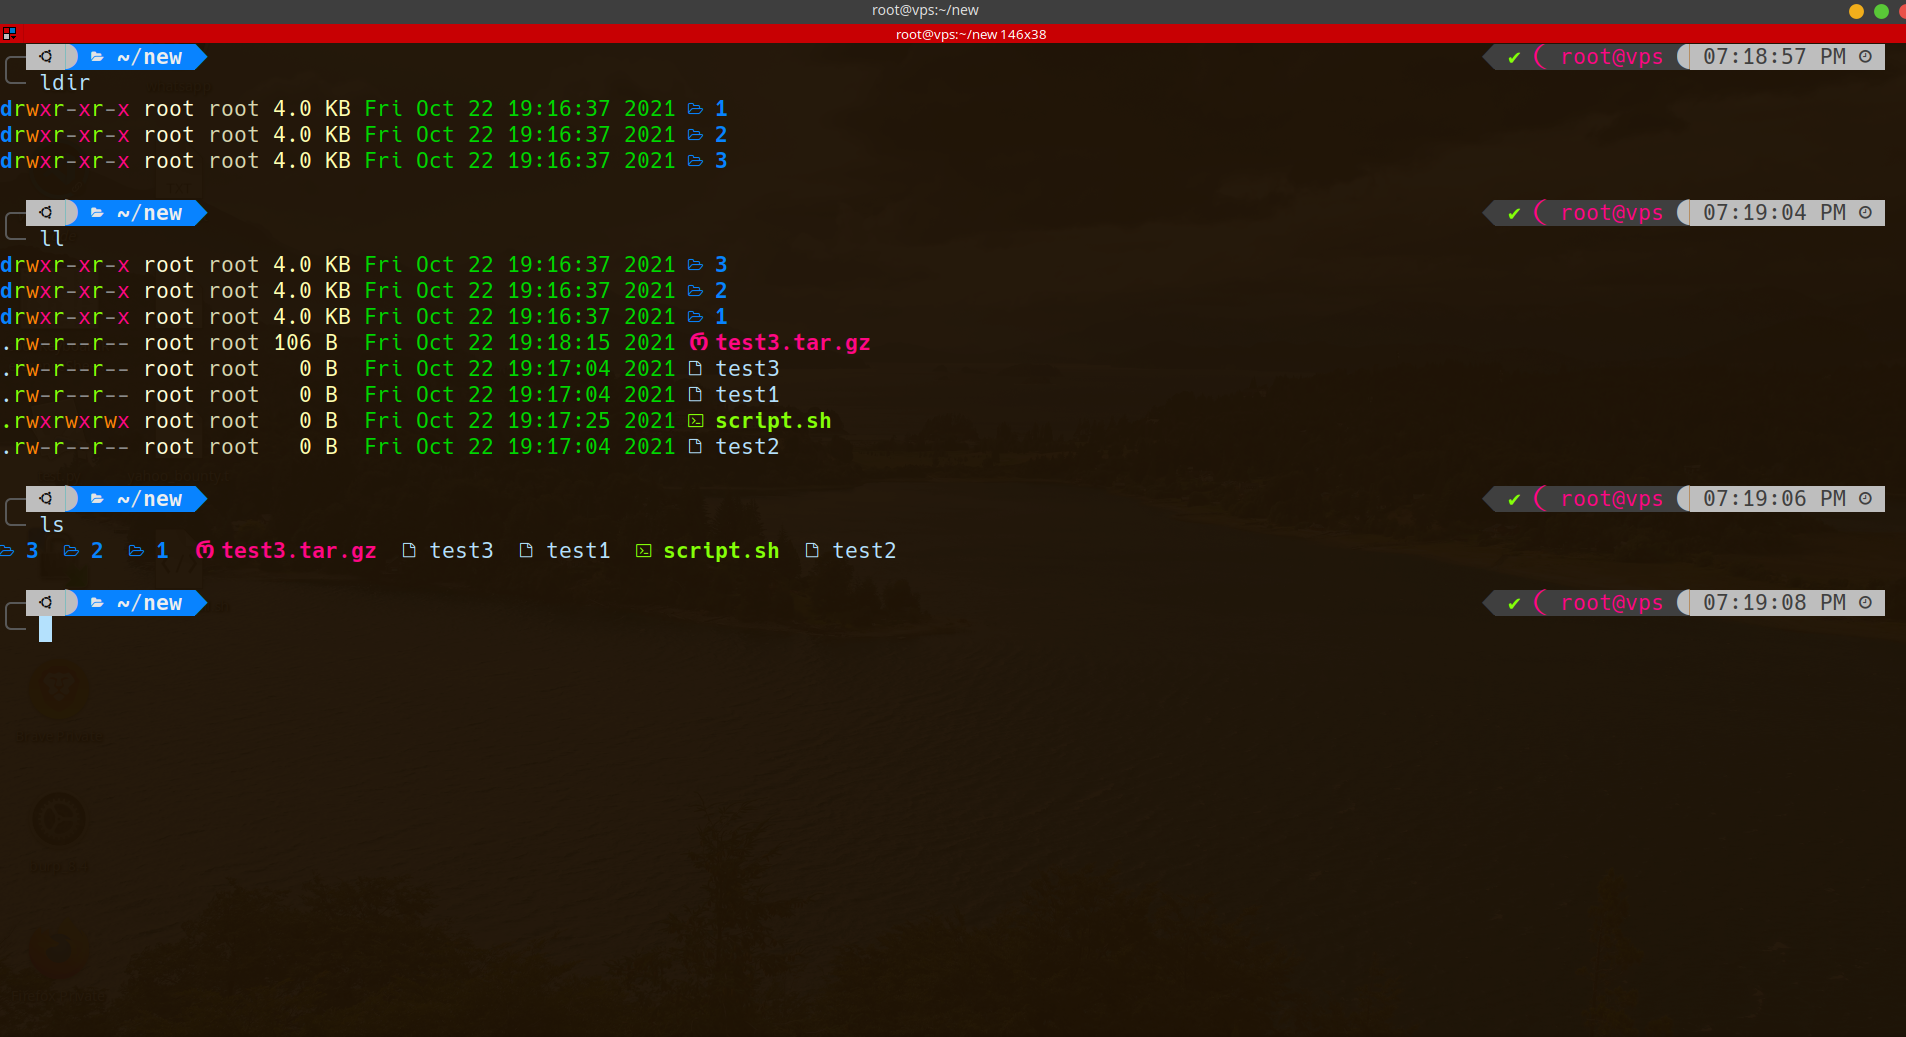 root@vps:~/new
root@vps:~/new 146x38
~/new ✔ root@vps 07:18:57 PM
ldir
drwxr-xr-x root root 4.0 KB Fri Oct 22 19:16:37 2021 1
drwxr-xr-x root root 4.0 KB Fri Oct 22 19:16:37 2021 2
drwxr-xr-x root root 4.0 KB Fri Oct 22 19:16:37 2021 3
~/new ✔ root@vps 07:19:04 PM
ll
drwxr-xr-x root root 4.0 KB Fri Oct 22 19:16:37 2021 3
drwxr-xr-x root root 4.0 KB Fri Oct 22 19:16:37 2021 2
drwxr-xr-x root root 4.0 KB Fri Oct 22 19:16:37 2021 1
.rw-r--r-- root root 106 B Fri Oct 22 19:18:15 2021 test3.tar.gz
.rw-r--r-- root root 0 B Fri Oct 22 19:17:04 2021 test3
.rw-r--r-- root root 0 B Fri Oct 22 19:17:04 2021 test1
.rwxrwxrwx root root 0 B Fri Oct 22 19:17:25 2021 script.sh
.rw-r--r-- root root 0 B Fri Oct 22 19:17:04 2021 test2
~/new ✔ root@vps 07:19:06 PM
ls
3 2 1 test3.tar.gz test3 test1 script.sh test2
~/new ✔ root@vps 07:19:08 PM